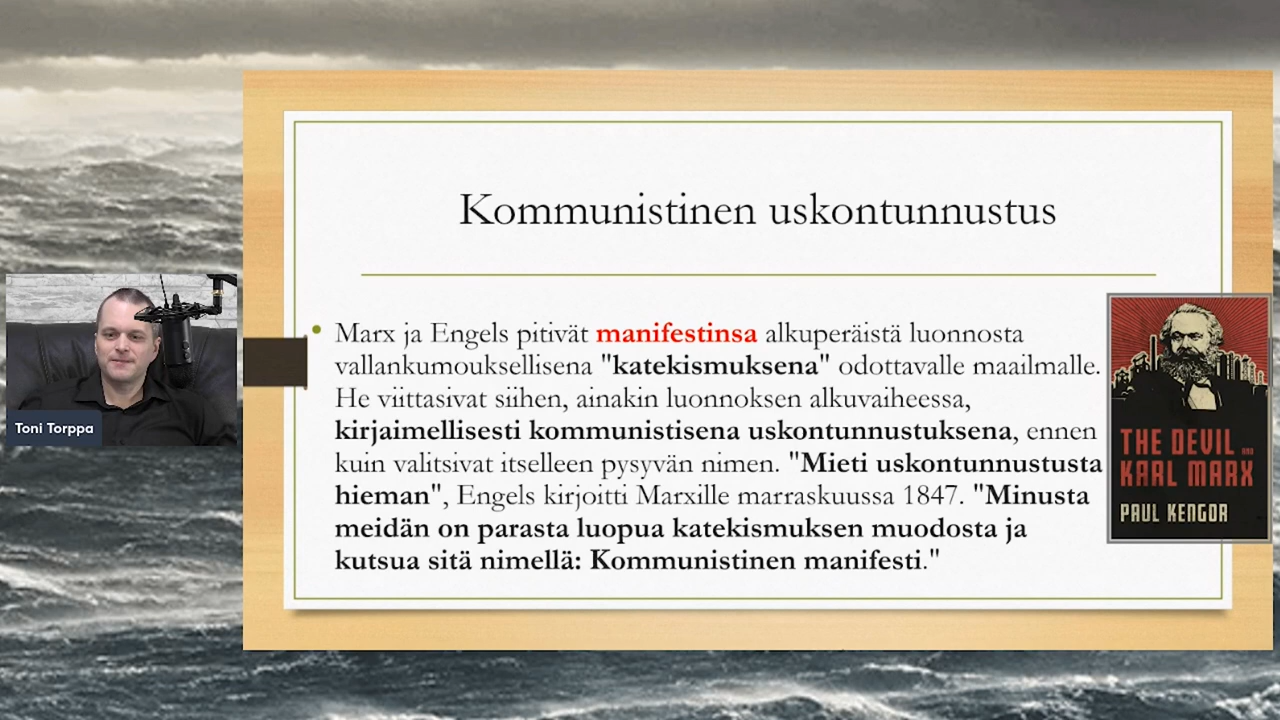 Kommunistinen uskontunnustus
Marx ja Engels pitivät manifestinsa alkuperäistä luonnosta
vallankumouksellisena "katekismuksena" odottavalle maailmalle.
He viittasivat siihen, ainakin luonnoksen alkuvaiheessa,
kirjaimellisesti kommunistisena uskontunnustuksena, ennen
kuin valitsivat itselleen pysyvän nimen. "Mieti uskontunnustusta
hieman", Engels kirjoitti Marxille marraskuussa 1847. "Minusta
meidän on parasta luopua katekismuksen muodosta ja
kutsua sitä nimellä: Kommunistinen manifesti."
Toni Torppa
THE DEVIL AND
KARL MARX
PAUL KENGOR